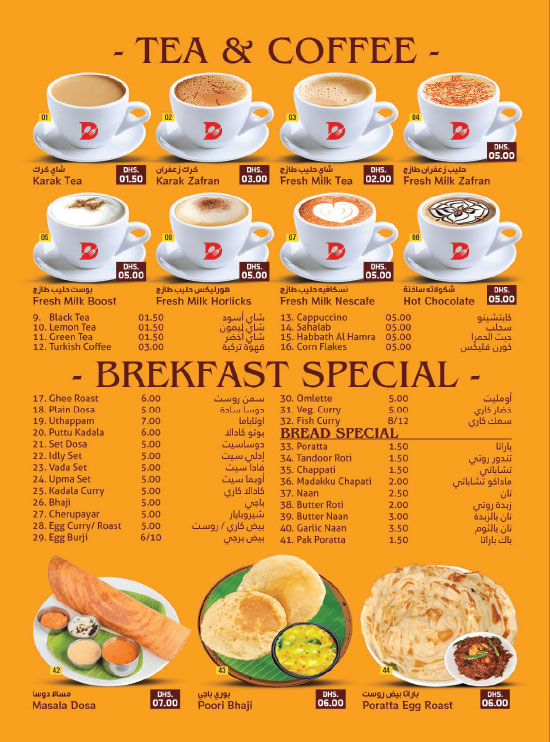 - TEA & COFFEE -
01
شاي كرك
Karak Tea
DHS.
01.50
02
كرك زعفران
Karak Zafran
DHS.
03.00
03
شاي حليب طازج
Fresh Milk Tea
DHS.
02.00
04
حليب زعفران طازج
Fresh Milk Zafran
DHS.
05.00
05
بوست حليب طازج
Fresh Milk Boost
DHS.
05.00
06
هورليكس حليب طازج
Fresh Milk Horlicks
DHS.
05.00
07
نسكافيه حليب طازج
Fresh Milk Nescafe
DHS.
05.00
08
شكولاته ساخنة
Hot Chocolate
DHS.
05.00
9. Black Tea 01.50 شاي أسود
10. Lemon Tea 01.50 شاي ليمون
11. Green Tea 01.50 شاي أخضر
12. Turkish Coffee 03.00 قهوة تركية
13. Cappuccino 05.00 كابتشينو
14. Sahalab 05.00 سحلب
15. Habbath Al Hamra 05.00 حبت الحمرا
16. Corn Flakes 05.00 كورن فليكس
- BREKFAST SPECIAL -
17. Ghee Roast 6.00 سمن روست
18. Plain Dosa 5.00 دوسا سادة
19. Uthappam 7.00 اوتاباما
20. Puttu Kadala 6.00 بوتو كادالا
21. Set Dosa 5.00 دوساسيت
22. Idly Set 5.00 إدلي سيت
23. Vada Set 5.00 فادا سيت
24. Upma Set 5.00 أوبما سيت
25. Kadala Curry 5.00 كادالا كاري
26. Bhaji 5.00 باجي
27. Cherupayar 5.00 شيروبايار
28. Egg Curry/ Roast 5.00 بيض كاري / روست
29. Egg Burji 6/10 بيض برجي
30. Omlette 5.00 أومليت
31. Veg. Curry 5.00 خضار كاري
32. Fish Curry 8/12 سمك كاري
BREAD SPECIAL
33. Poratta 1.50 باراتا
34. Tandoor Roti 1.50 تندور روتي
35. Chappati 1.50 تشاباتي
36. Madakku Chapati 2.00 ماداكو تشاباتي
37. Naan 2.50 نان
38. Butter Roti 2.00 زبدة روتي
39. Butter Naan 3.00 نان بالزبدة
40. Garlic Naan 3.50 نان بالثوم
41. Pak Poratta 1.50 باك باراتا
42
مسالا دوسا
Masala Dosa
DHS.
07.00
43
بوري باجي
Poori Bhaji
DHS.
06.00
44
باراتا بيض روست
Poratta Egg Roast
DHS.
06.00